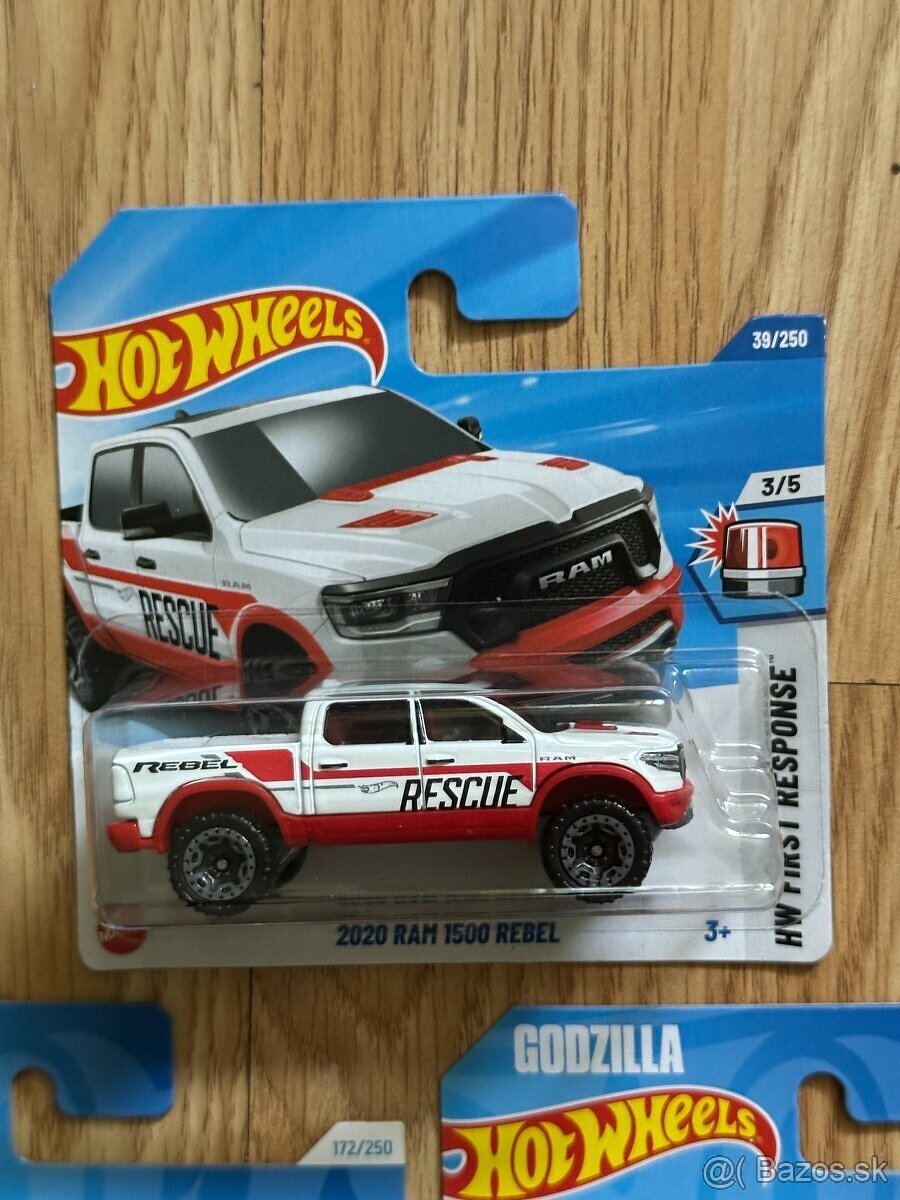 HOT WHEELS
39/250
3/5
RAM
RAM
RESCUE
HW FIRST RESPONSE™
REBEL
RESCUE
RAM
2020 RAM 1500 REBEL
3+
GODZILLA
172/250
HOT WHEELS
@( Bazos.sk